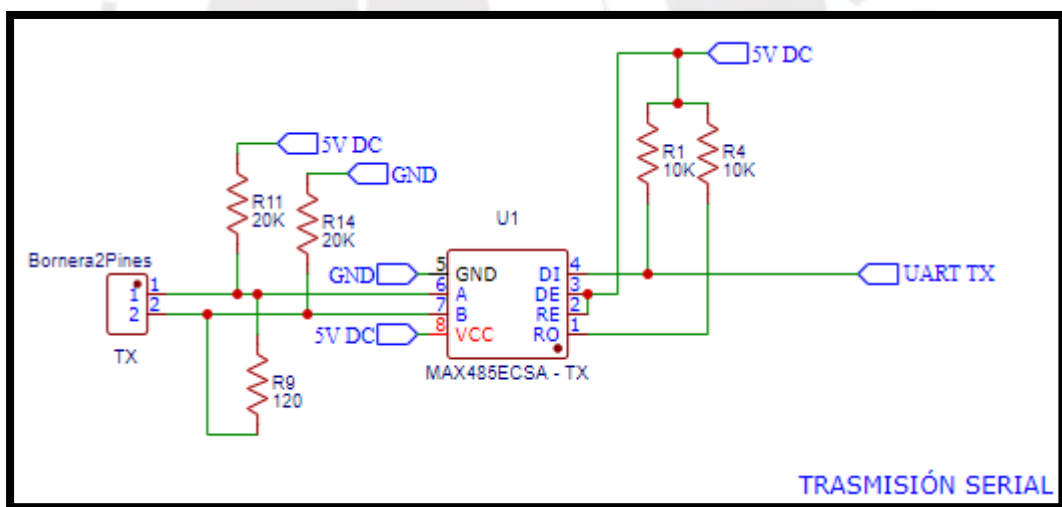 5V DC
5V DC
GND
R1
10K
R4
10K
R11
20K
R14
20K
U1
Bornera2Pines
1
2
1
2
TX
GND
5V DC
5
6
7
8
GND
A
B
VCC
DI
DE
RE
RO
4
3
2
1
UART TX
MAX485ECSA - TX
R9
120
TRASMISIÓN SERIAL